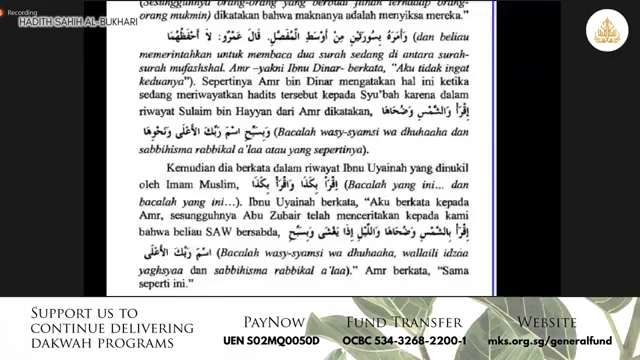 Recording
HADITH SAHIH AL-BUKHARI
(Sesungguhnya orang-orang yang berbuat jahat terhadap orang-
orang mukmin) dikatakan bahwa maknanya adalah menyiksa mereka."
وَأَمَرَهُ بِسُورَتَيْنِ مِنْ أَوْسَطِ الْمُفَصَّلِ. قَالَ عَمْرٌو: لاَ أَحْفَظُهُمَا (dan beliau
memerintahkan untuk membaca dua surah sedang di antara surah-
surah mufashshal. Amr -yakni Ibnu Dinar- berkata, "Aku tidak ingat
keduanya"). Sepertinya Amr bin Dinar mengatakan hal ini ketika
sedang meriwayatkan hadits tersebut kepada Syu'bah karena dalam
riwayat Sulaim bin Hayyan dari Amr dikatakan, اِقْرَأْ وَالشَّمْسِ وَضُحَاهَا
وَسَبِّحِ اسْمَ رَبِّكَ الأَعْلَى وَنَحْوِهَا (Bacalah wasy-syamsi wa dhuhaaha dan
sabbihisma rabbikal a'laa atau yang sepertinya).
Kemudian dia berkata dalam riwayat Ibnu Uyainah yang dinukil
oleh Imam Muslim, اِقْرَأْ بِكَذَا وَاقْرَأْ بِكَذَا (Bacalah yang ini... dan
bacalah yang ini...). Ibnu Uyainah berkata, "Aku berkata kepada
Amr, sesungguhnya Abu Zubair telah menceritakan kepada kami
bahwa beliau SAW bersabda, اِقْرَأْ بِالشَّمْسِ وَضُحَاهَا وَاللَّيْلِ إِذَا يَغْشَى وَسَبِّحِ
اسْمَ رَبِّكَ الأَعْلَى (Bacalah wasy-syamsi wa dhuhaaha, wallaili idzaa
yaghsyaa dan sabbihisma rabbikal a'laa)." Amr berkata, "Sama
seperti ini."
SUPPORT US TO
CONTINUE DELIVERING
DAKWAH PROGRAMS
PAYNOW
UEN S02MQ0050D
FUND TRANSFER
OCBC 534-3268-2200-1
WEBSITE
mks.org.sg/generalfund